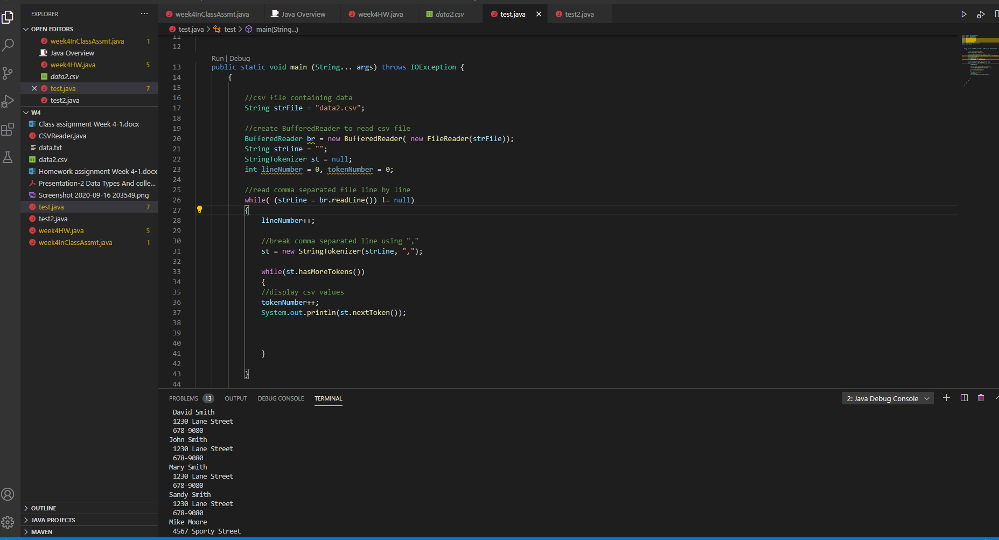 EXPLORER ...
OPEN EDITORS
week4InClassAssmt.java 1
Java Overview
week4HW.java 5
data2.csv
test.java 7
test2.java
W4
Class assignment Week 4-1.docx
CSVReader.java
data.txt
data2.csv
Homework assignment Week 4-1.docx
Presentation-2 Data Types And colle...
Screenshot 2020-09-16 203549.png
test.java 7
test2.java
week4HW.java 5
week4InClassAssmt.java 1
OUTLINE
JAVA PROJECTS
MAVEN
week4InClassAssmt.java Java Overview week4HW.java data2.csv test.java test2.java
test.java > test > main(String...)
11
12
Run | Debug
13 public static void main (String... args) throws IOException {
14 {
15
16 //csv file containing data
17 String strFile = "data2.csv";
18
19 //create BufferedReader to read csv file
20 BufferedReader br = new BufferedReader( new FileReader(strFile));
21 String strLine = "";
22 StringTokenizer st = null;
23 int lineNumber = 0, tokenNumber = 0;
24
25 //read comma separated file line by line
26 while( (strLine = br.readLine()) != null)
27 {
28 lineNumber++;
29
30 //break comma separated line using ","
31 st = new StringTokenizer(strLine, ",");
32
33 while(st.hasMoreTokens())
34 {
35 //display csv values
36 tokenNumber++;
37 System.out.println(st.nextToken());
38
39
40
41 }
42
43 }
44
PROBLEMS 13 OUTPUT DEBUG CONSOLE TERMINAL 2: Java Debug Console
David Smith
1230 Lane Street
678-9080
John Smith
1230 Lane Street
678-9080
Mary Smith
1230 Lane Street
678-9080
Sandy Smith
1230 Lane Street
678-9080
Mike Moore
4567 Sporty Street